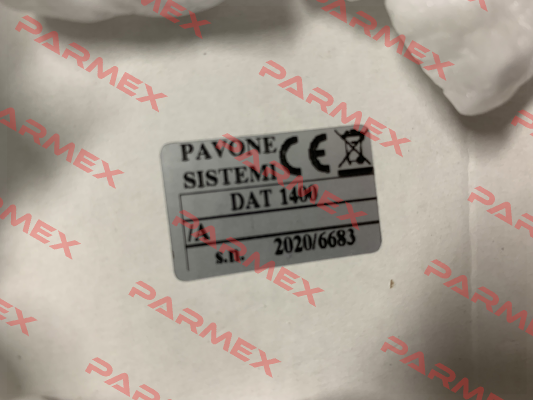 PAVONE CE
SISTEMI
DAT 1400
/A
s.n. 2020/6683
PARMEX
PARMEX
PARMEX
PARMEX
PARMEX
PARMEX
PARMEX
PARMEX